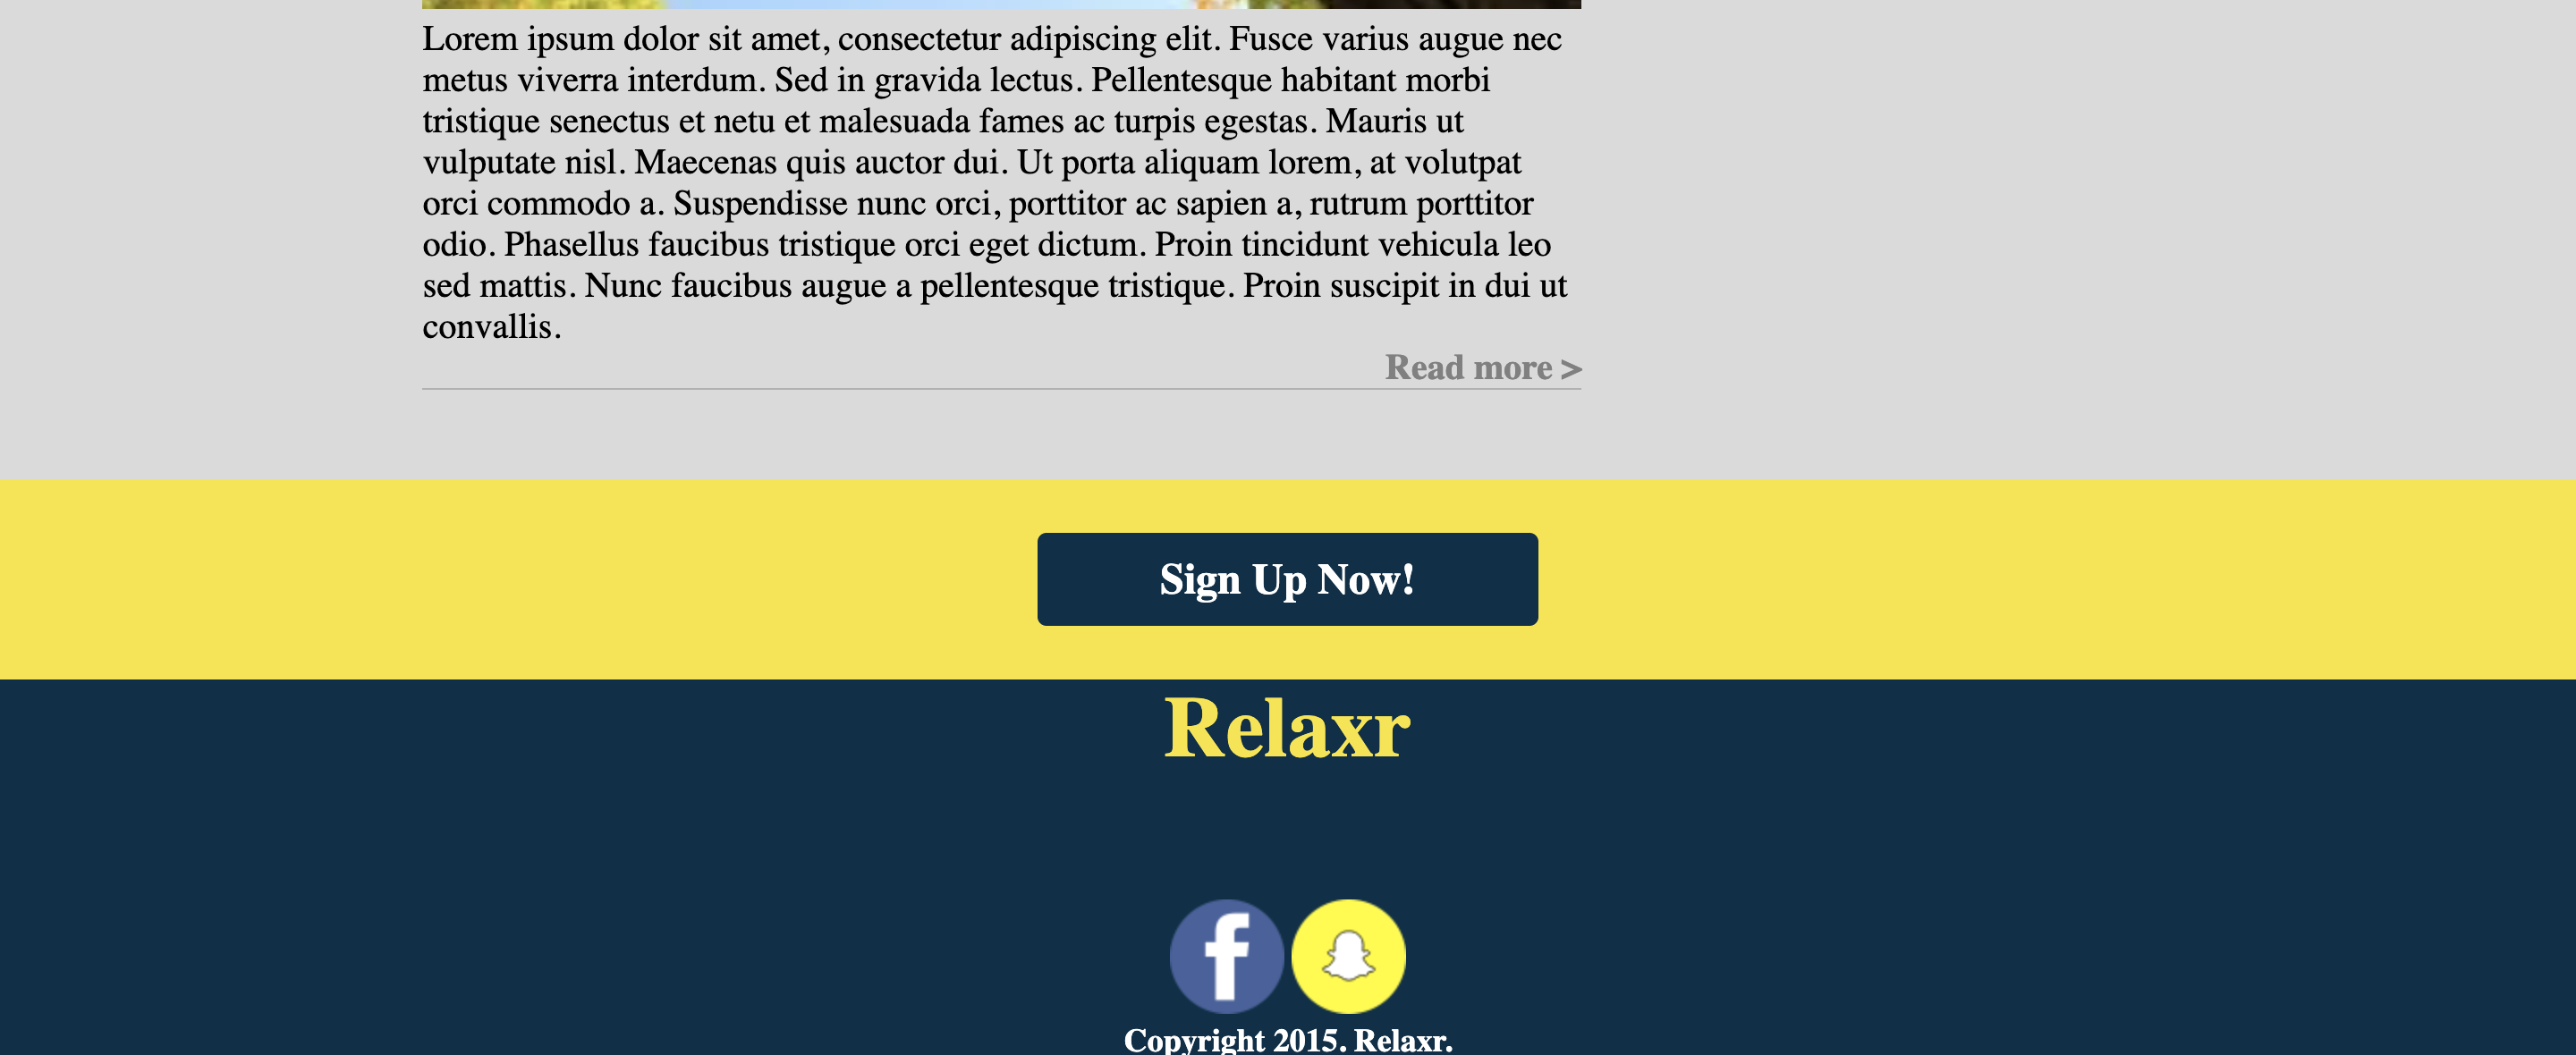 Lorem ipsum dolor sit amet, consectetur adipiscing elit. Fusce varius augue nec
metus viverra interdum. Sed in gravida lectus. Pellentesque habitant morbi
tristique senectus et netu et malesuada fames ac turpis egestas. Mauris ut
vulputate nisl. Maecenas quis auctor dui. Ut porta aliquam lorem, at volutpat
orci commodo a. Suspendisse nunc orci, porttitor ac sapien a, rutrum porttitor
odio. Phasellus faucibus tristique orci eget dictum. Proin tincidunt vehicula leo
sed mattis. Nunc faucibus augue a pellentesque tristique. Proin suscipit in dui ut
convallis.
Read more >
Sign Up Now!
Relaxr
f
Copyright 2015. Relaxr.